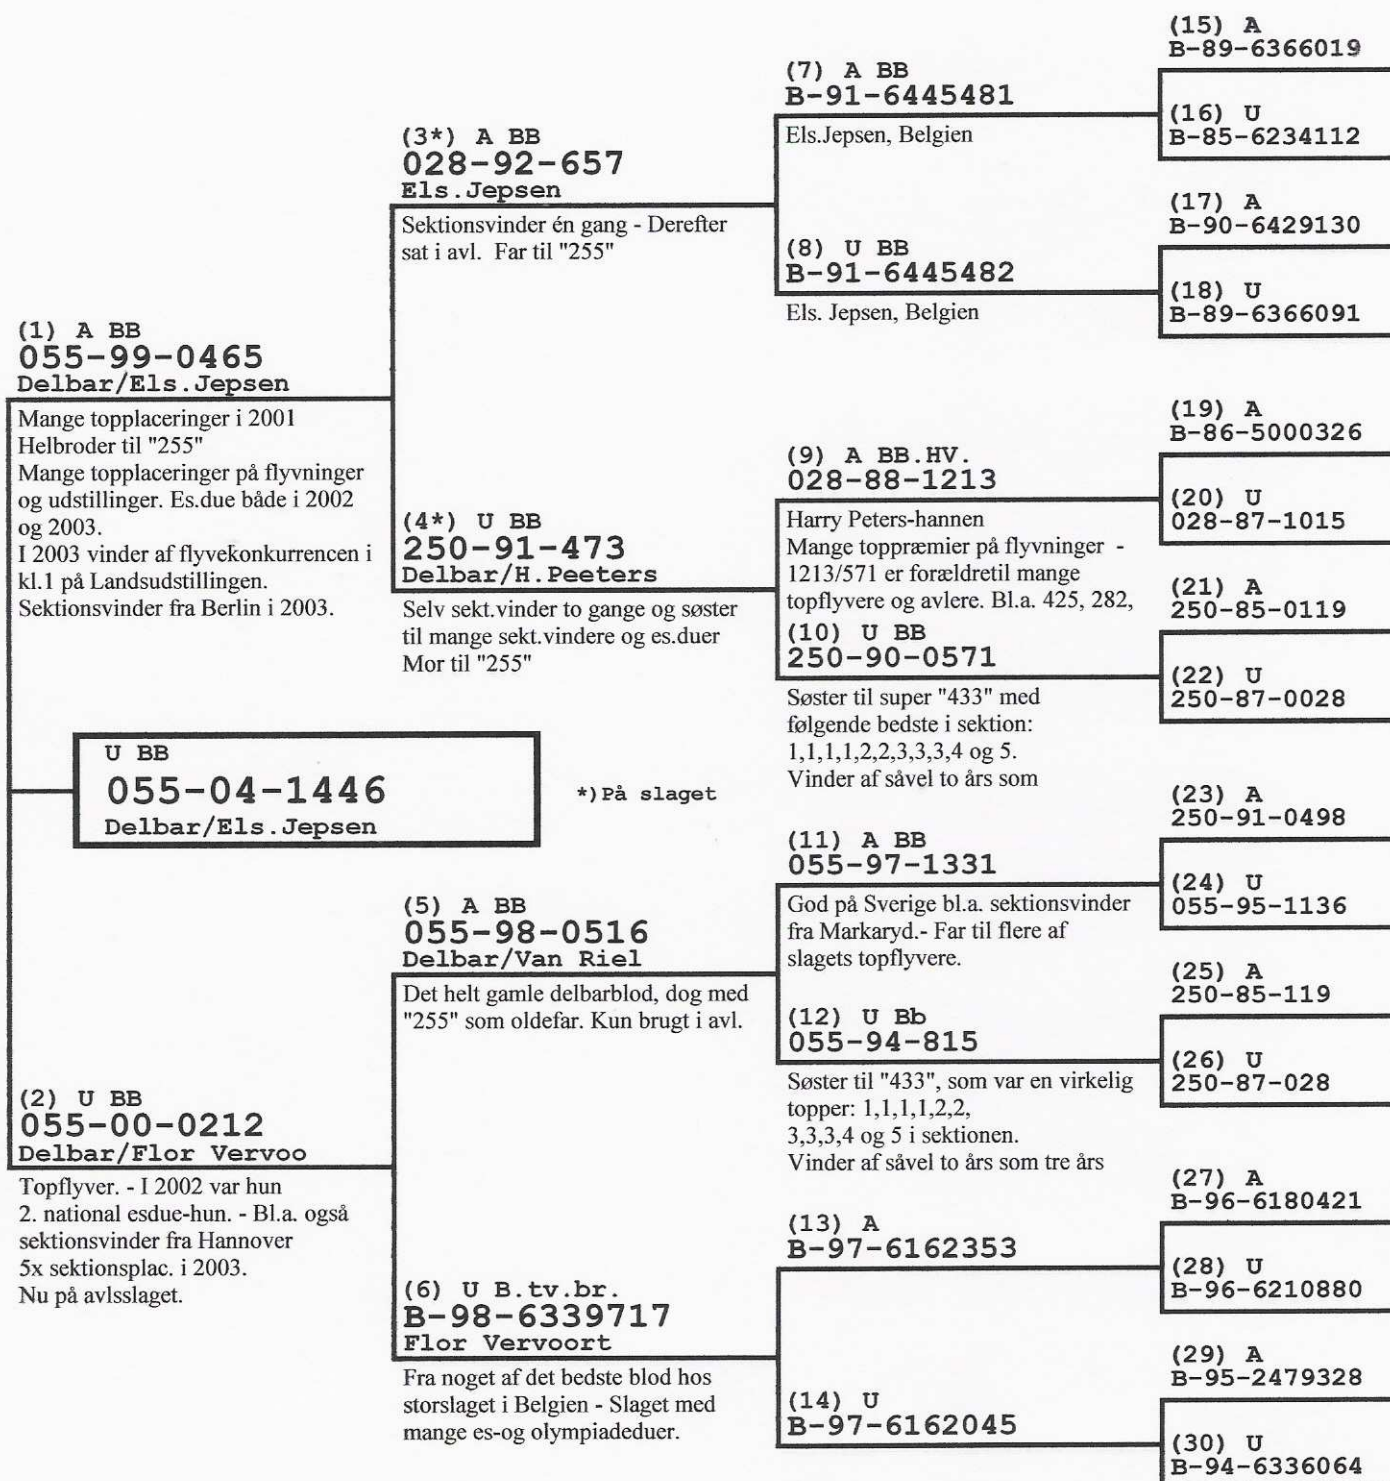 (1) A BB
055-99-0465
Delbar/Els.Jepsen
Mange topplaceringer i 2001
Helbroder til "255"
Mange topplaceringer på flyvninger
og udstillinger. Es.due både i 2002
og 2003.
I 2003 vinder af flyvekonkurrencen i
kl.1 på Landsudstillingen.
Sektionsvinder fra Berlin i 2003.
U BB
055-04-1446
Delbar/Els.Jepsen
*)På slaget
(2) U BB
055-00-0212
Delbar/Flor Vervoo
Topflyver. - I 2002 var hun
2. national esdue-hun. - Bl.a. også
sektionsvinder fra Hannover
5x sektionsplac. i 2003.
Nu på avlsslaget.
(3*) A BB
028-92-657
Els.Jepsen
Sektionsvinder én gang - Derefter
sat i avl. Far til "255"
(4*) U BB
250-91-473
Delbar/H.Peeters
Selv sekt.vinder to gange og søster
til mange sekt.vindere og es.duer
Mor til "255"
(5) A BB
055-98-0516
Delbar/Van Riel
Det helt gamle delbarblod, dog med
"255" som oldefar. Kun brugt i avl.
(6) U B.tv.br.
B-98-6339717
Flor Vervoort
Fra noget af det bedste blod hos
storslaget i Belgien - Slaget med
mange es-og olympiadeduer.
(7) A BB
B-91-6445481
Els.Jepsen, Belgien
(8) U BB
B-91-6445482
Els. Jepsen, Belgien
(9) A BB.HV.
028-88-1213
Harry Peters-hannen
Mange toppræmier på flyvninger -
1213/571 er forældretil mange
topflyvere og avlere. Bl.a. 425, 282,
(10) U BB
250-90-0571
Søster til super "433" med
følgende bedste i sektion:
1,1,1,1,2,2,3,3,3,4 og 5.
Vinder af såvel to års som
(11) A BB
055-97-1331
God på Sverige bl.a. sektionsvinder
fra Markaryd.- Far til flere af
slagets topflyvere.
(12) U Bb
055-94-815
Søster til "433", som var en virkelig
topper: 1,1,1,1,2,2,
3,3,3,4 og 5 i sektionen.
Vinder af såvel to års som tre års
(13) A
B-97-6162353
(14) U
B-97-6162045
(15) A
B-89-6366019
(16) U
B-85-6234112
(17) A
B-90-6429130
(18) U
B-89-6366091
(19) A
B-86-5000326
(20) U
028-87-1015
(21) A
250-85-0119
(22) U
250-87-0028
(23) A
250-91-0498
(24) U
055-95-1136
(25) A
250-85-119
(26) U
250-87-028
(27) A
B-96-6180421
(28) U
B-96-6210880
(29) A
B-95-2479328
(30) U
B-94-6336064